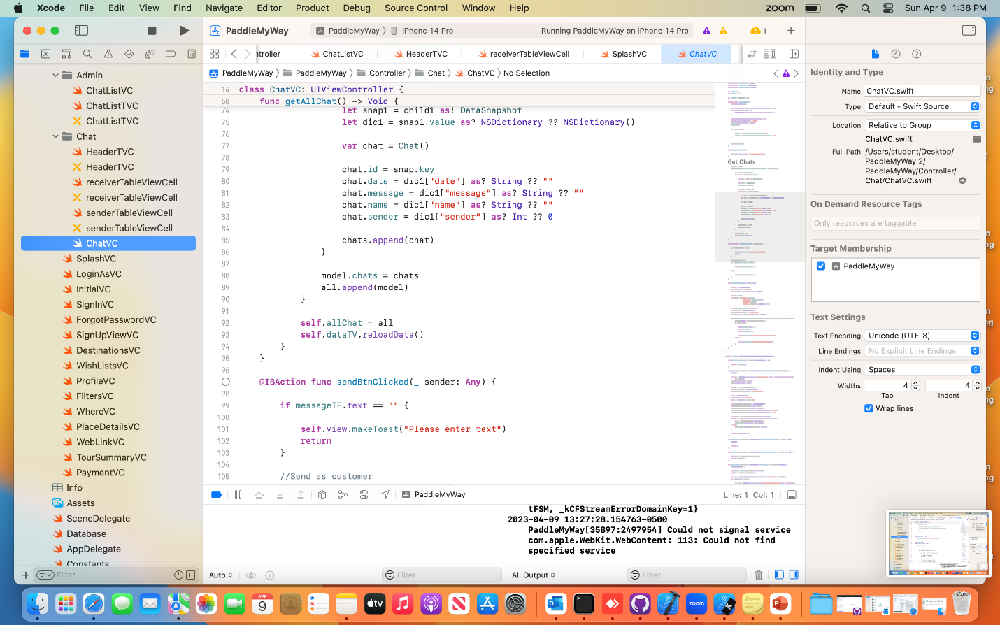 Xcode File Edit View Find Navigate Editor Product Debug Source Control Window Help zoom Sun Apr 9 1:38 PM
PaddleMyWay PaddleMyWay iPhone 14 Pro Running PaddleMyWay on iPhone 14 Pro 1
ntroller ChatListVC HeaderTVC receiverTableViewCell SplashVC ChatVC
PaddleMyWay PaddleMyWay Controller Chat ChatVC No Selection
Admin
ChatListVC
ChatListTVC
ChatListTVC
Chat
HeaderTVC
HeaderTVC
receiverTableViewCell
receiverTableViewCell
senderTableViewCell
senderTableViewCell
ChatVC
SplashVC
LoginAsVC
InitialVC
SignInVC
ForgotPasswordVC
SignUpViewVC
DestinationsVC
WishListsVC
ProfileVC
FiltersVC
WhereVC
PlaceDetailsVC
WebLinkVC
TourSummaryVC
PaymentVC
Info
Assets
SceneDelegate
Database
AppDelegate
Constants
Filter
14 class ChatVC: UIViewController {
58 func getAllChat() -> Void {
74 let snap1 = child1 as! DataSnapshot
75 let dic1 = snap1.value as? NSDictionary ?? NSDictionary()
76
77 var chat = Chat()
78
79 chat.id = snap.key
80 chat.date = dic1["date"] as? String ?? ""
81 chat.message = dic1["message"] as? String ?? ""
82 chat.name = dic1["name"] as? String ?? ""
83 chat.sender = dic1["sender"] as? Int ?? 0
84
85 chats.append(chat)
86 }
87
88 model.chats = chats
89 all.append(model)
90 }
91
92 self.allChat = all
93 self.dataTV.reloadData()
94 }
95 }
96
@IBAction func sendBtnClicked(_ sender: Any) {
98
99 if messageTF.text == "" {
100
101 self.view.makeToast("Please enter text")
102 return
103 }
104
105 //Send as customer
Get Chats
PaddleMyWay Line: 1 Col: 1
tFSM, _kCFStreamErrorDomainKey=1}
2023-04-09 13:27:28.154763-0500
PaddleMyWay[35897:2497954] Could not signal service
com.apple.WebKit.WebContent: 113: Could not find
specified service
Auto Filter All Output Filter
Identity and Type
Name ChatVC.swift
Type Default - Swift Source
Location Relative to Group
ChatVC.swift
Full Path /Users/student/Desktop/
PaddleMyWay 2/
PaddleMyWay/Controller/
Chat/ChatVC.swift
On Demand Resource Tags
Only resources are taggable
Target Membership
PaddleMyWay
Text Settings
Text Encoding Unicode (UTF-8)
Line Endings No Explicit Line Endings
Indent Using Spaces
Widths 4 4
Tab Indent
Wrap lines
APR
9
tv
zoom